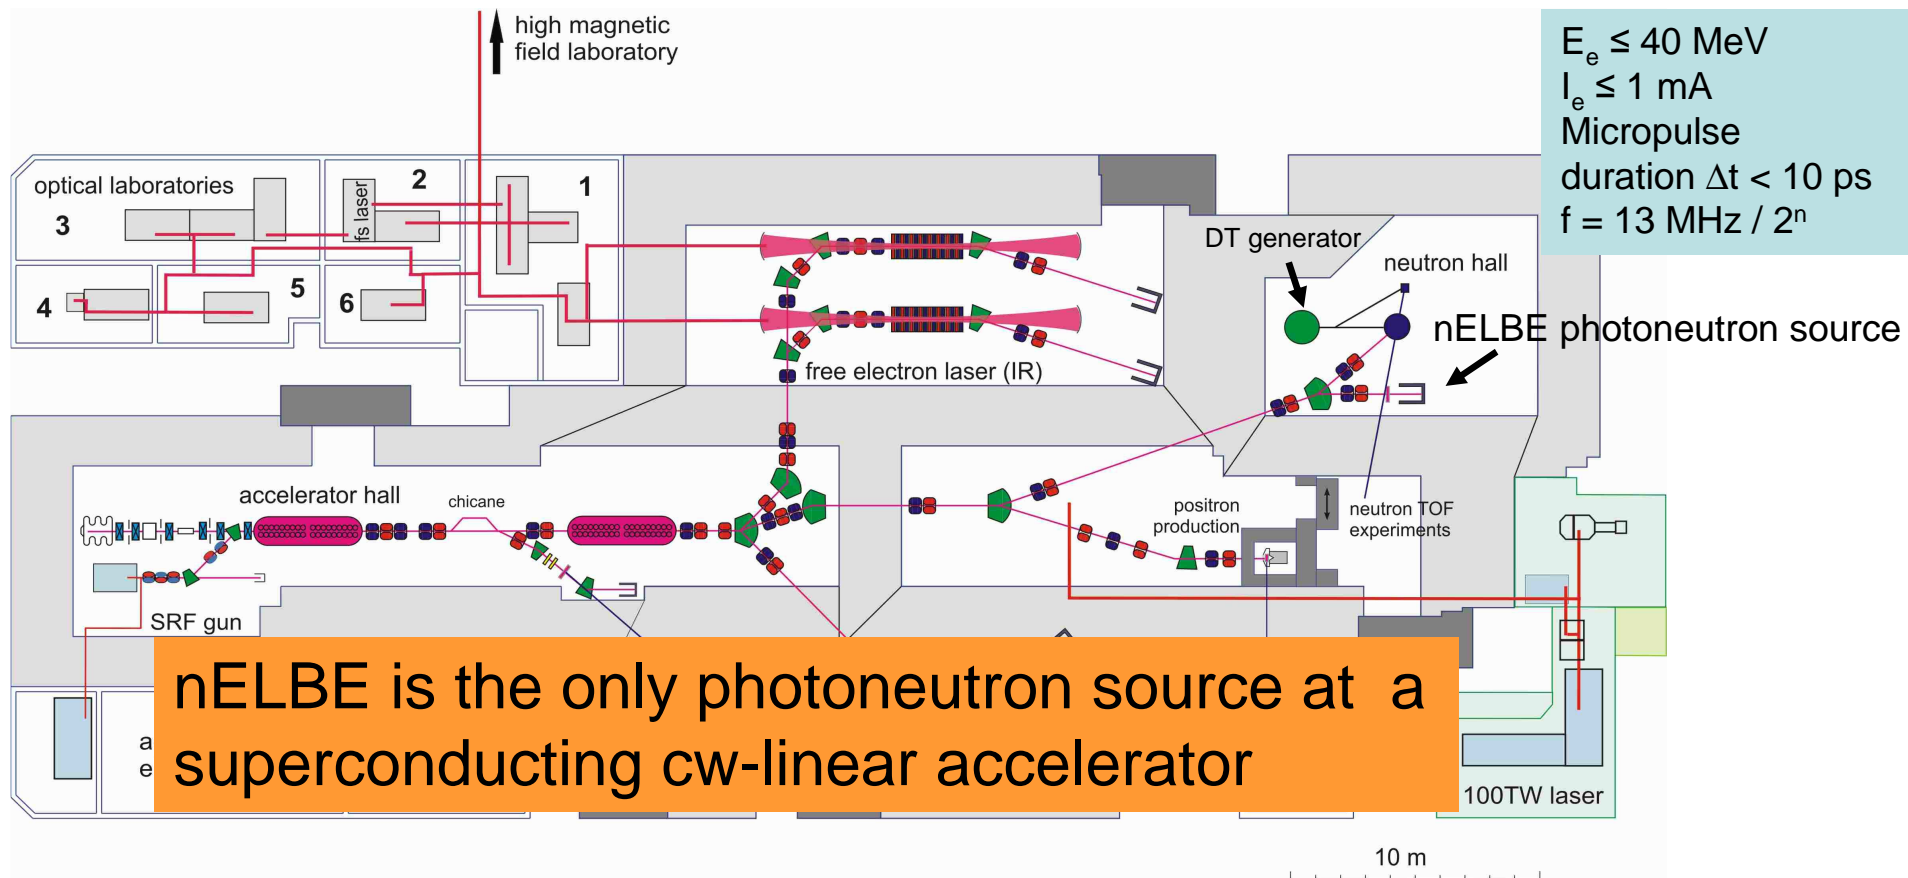 high magnetic
field laboratory
E_e ≤ 40 MeV
I_e ≤ 1 mA
Micropulse
duration Δt < 10 ps
f = 13 MHz / 2ⁿ
optical laboratories
3
fs laser
2
1
4
5
6
DT generator
neutron hall
nELBE photoneutron source
free electron laser (IR)
accelerator hall
chicane
positron
production
neutron TOF
experiments
SRF gun
nELBE is the only photoneutron source at a
superconducting cw-linear accelerator
100TW laser
10 m